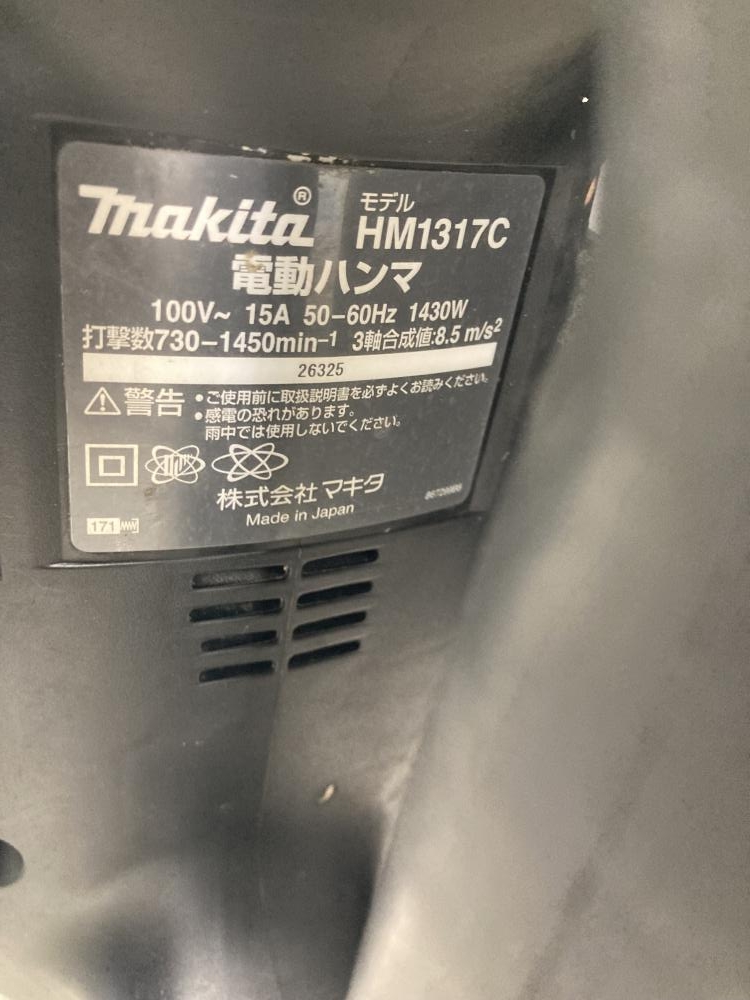 makita®
モデル
HM1317C
電動ハンマ
100V~ 15A 50-60Hz 1430W
打撃数730-1450min⁻¹ 3軸合成値:8.5 m/s²
26325
警告 •ご使用前に取扱説明書を必ずよくお読みください。
•感電の恐れがあります。
雨中では使用しないでください。
株式会社マキタ
Made in Japan
171